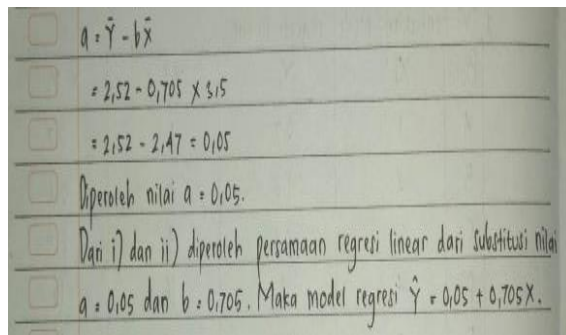 a = Ȳ - bX̄
= 2,52 - 0,705 X 3,5
= 2,52 - 2,47 = 0,05
Diperoleh nilai a = 0,05.
Dari i) dan ii) diperoleh persamaan regresi linear dari substitusi nilai
a = 0,05 dan b = 0,705. Maka model regresi Ŷ = 0,05 + 0,705X.